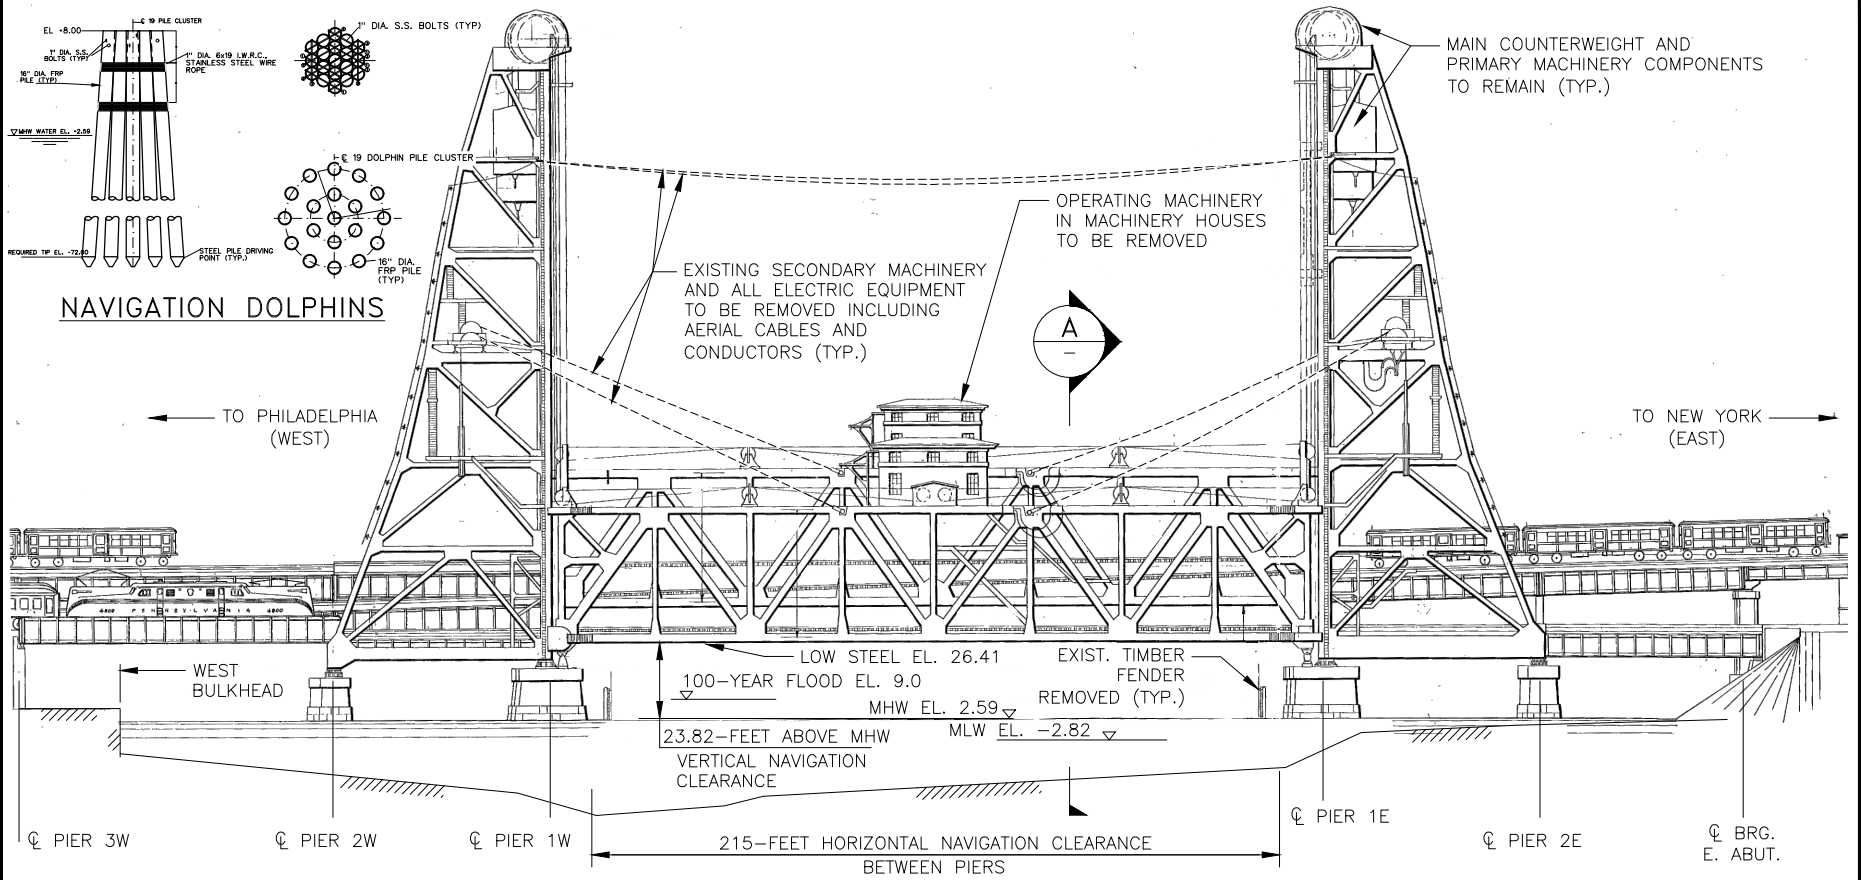 ℄ 19 PILE CLUSTER
EL +8.00
1" DIA. S.S.
BOLTS (TYP)
1" DIA. 6x19 I.W.R.C.,
STAINLESS STEEL WIRE
ROPE
16" DIA. FRP
PILE (TYP)
MHW WATER EL. +2.59
REQUIRED TIP EL. -72.00
STEEL PILE DRIVING
POINT (TYP.)
1" DIA. S.S. BOLTS (TYP)
℄ 19 DOLPHIN PILE CLUSTER
16" DIA.
FRP PILE
(TYP)
NAVIGATION DOLPHINS
MAIN COUNTERWEIGHT AND
PRIMARY MACHINERY COMPONENTS
TO REMAIN (TYP.)
OPERATING MACHINERY
IN MACHINERY HOUSES
TO BE REMOVED
EXISTING SECONDARY MACHINERY
AND ALL ELECTRIC EQUIPMENT
TO BE REMOVED INCLUDING
AERIAL CABLES AND
CONDUCTORS (TYP.)
A
–
TO PHILADELPHIA
(WEST)
TO NEW YORK
(EAST)
4800 PENNSYLVANIA 4800
WEST
BULKHEAD
LOW STEEL EL. 26.41
100-YEAR FLOOD EL. 9.0
MHW EL. 2.59
MLW EL. -2.82
EXIST. TIMBER
FENDER
REMOVED (TYP.)
23.82-FEET ABOVE MHW
VERTICAL NAVIGATION
CLEARANCE
℄ PIER 3W
℄ PIER 2W
℄ PIER 1W
215-FEET HORIZONTAL NAVIGATION CLEARANCE
BETWEEN PIERS
℄ PIER 1E
℄ PIER 2E
℄ BRG.
E. ABUT.